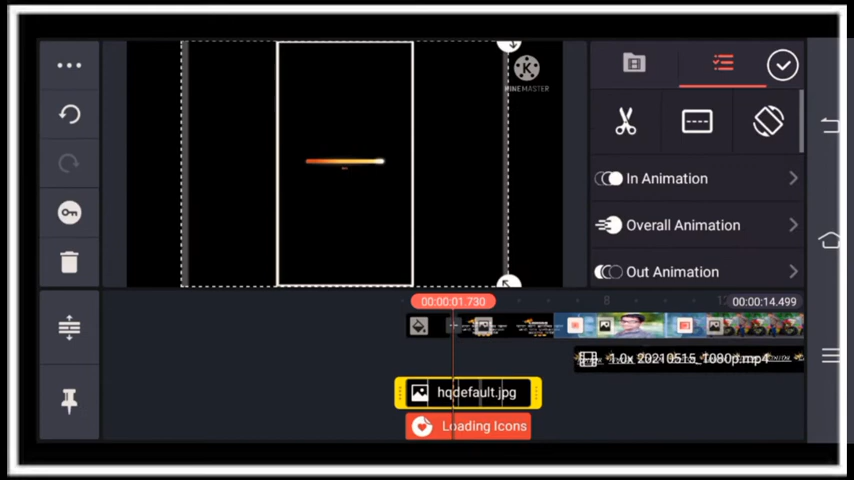 KINEMASTER
In Animation
Overall Animation
Out Animation
00:00:01.730
8
00:00:14.499
1.0x 20210515_1080p.mp4
hqdefault.jpg
Loading Icons